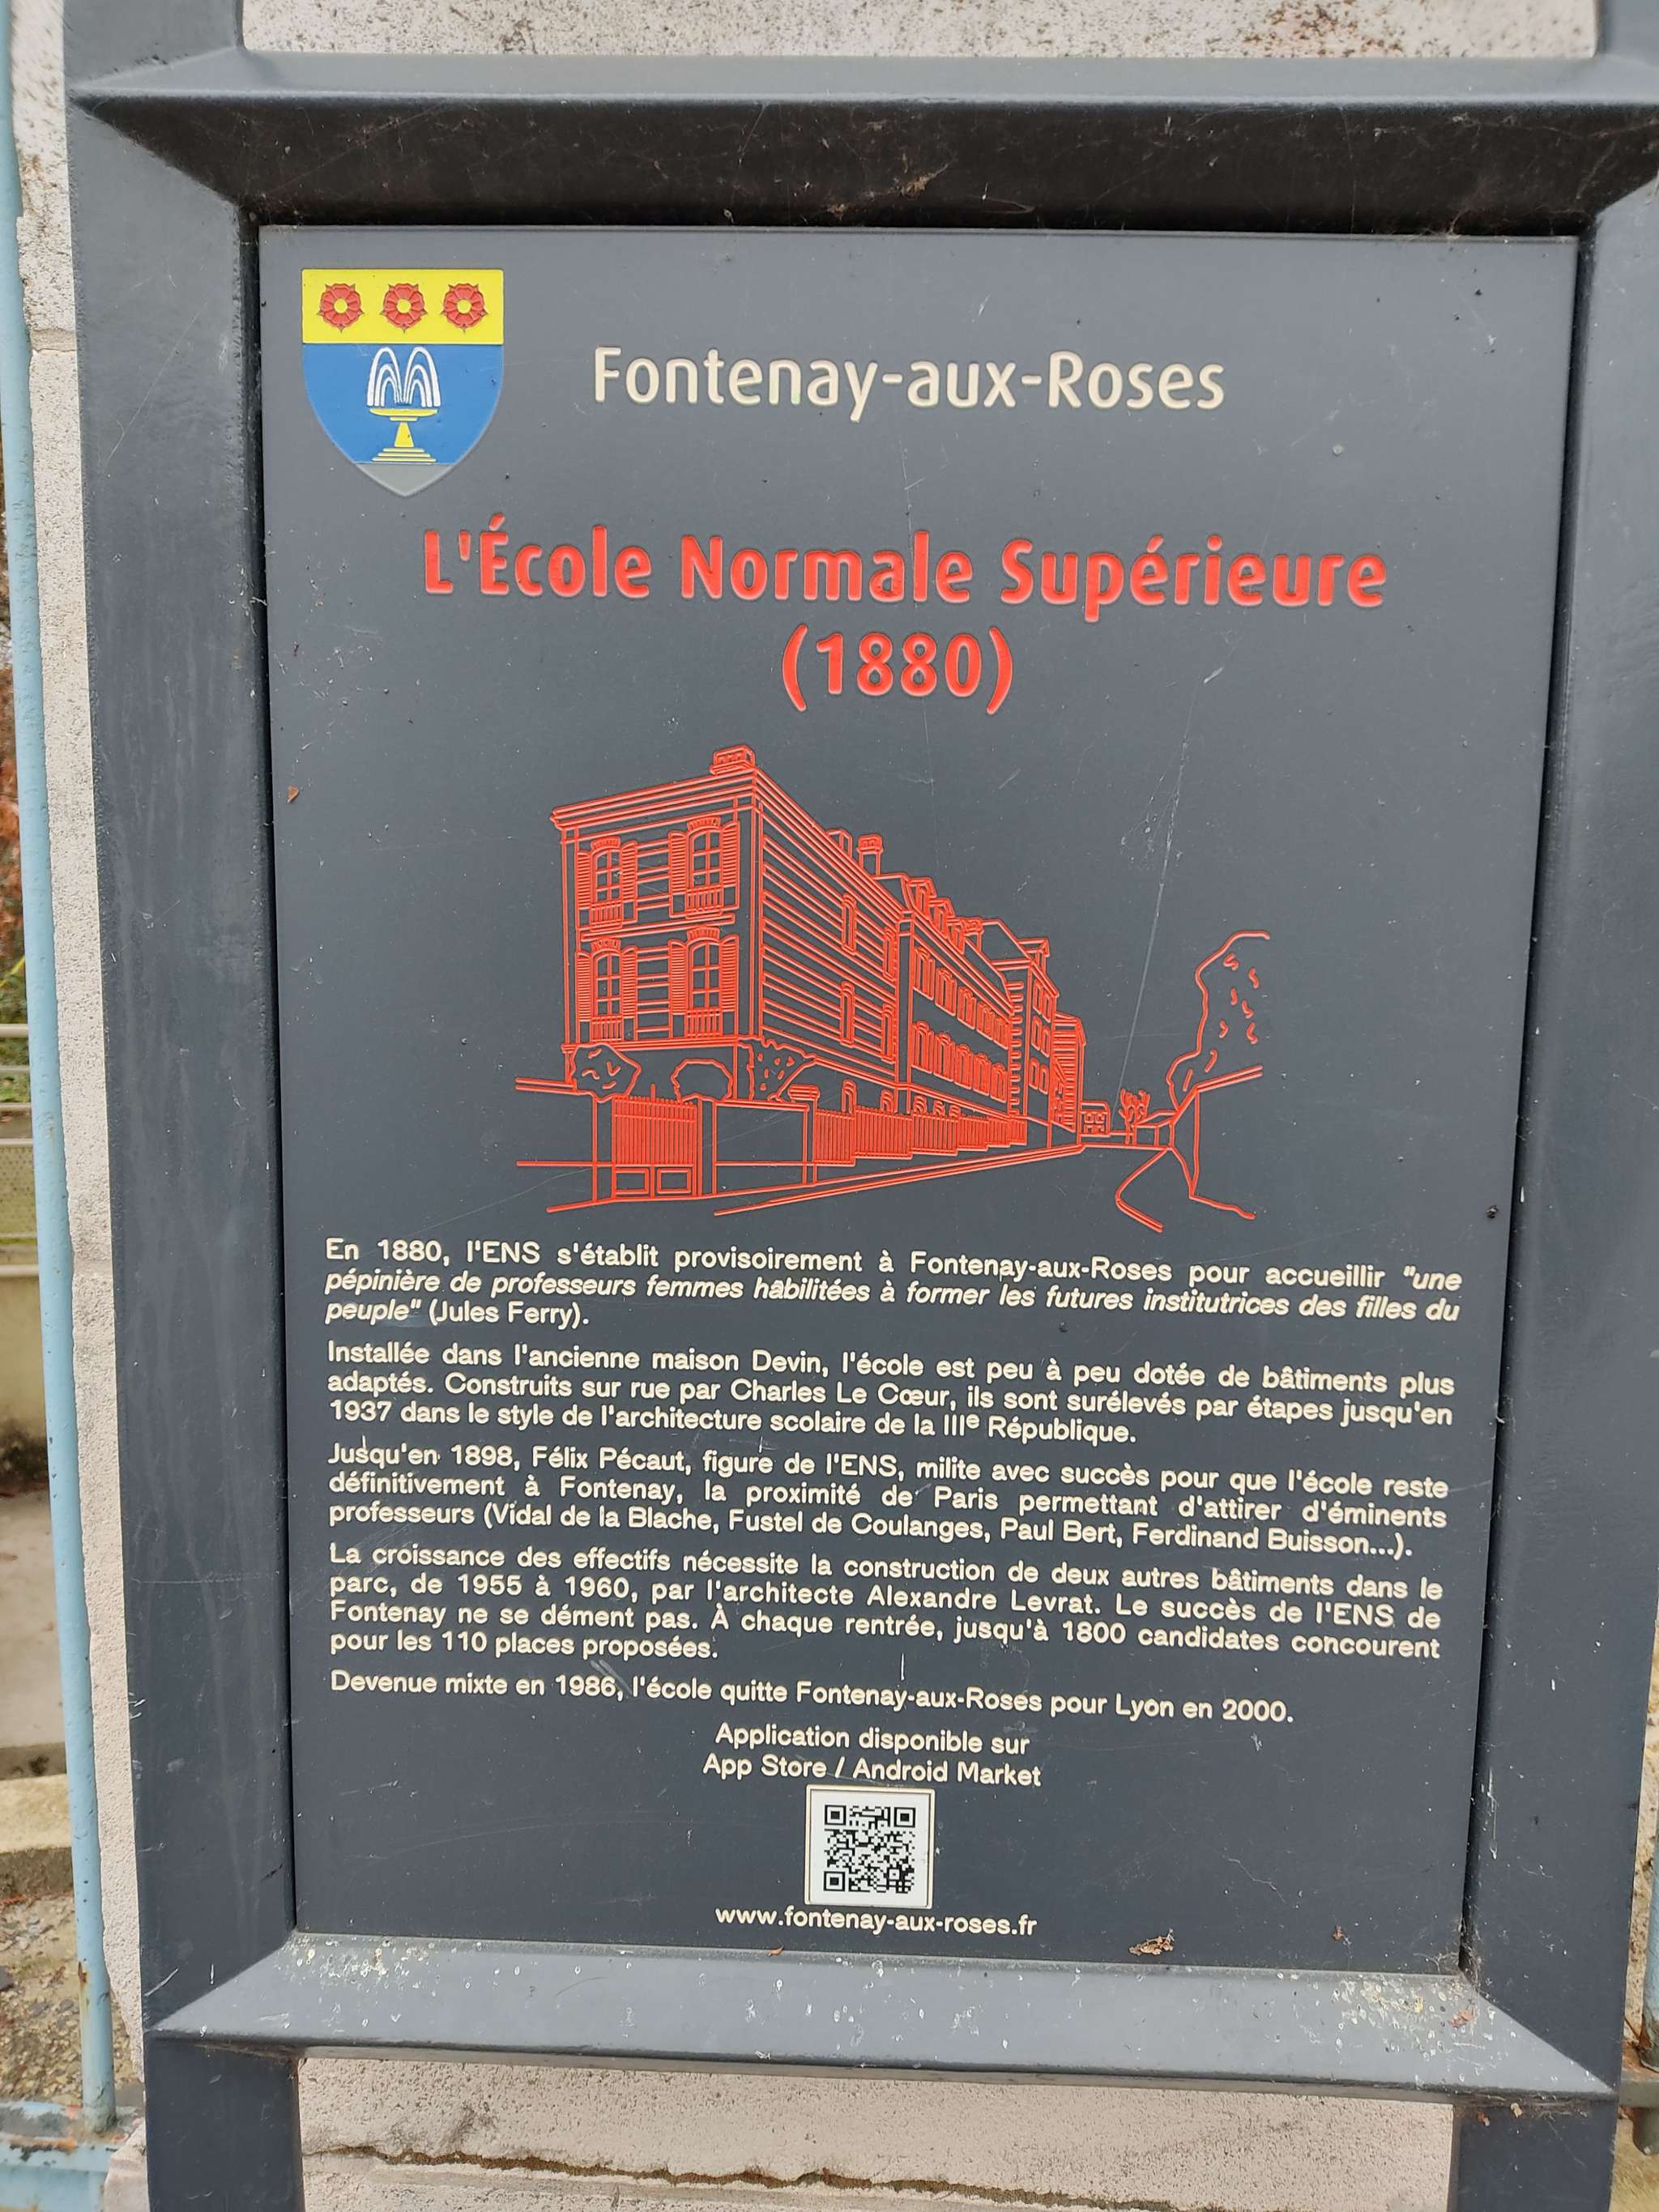 Fontenay-aux-Roses
L'École Normale Supérieure
(1880)
En 1880, l'ENS s'établit provisoirement à Fontenay-aux-Roses pour accueillir "une
pépinière de professeurs femmes habilitées à former les futures institutrices des filles du
peuple" (Jules Ferry).
Installée dans l'ancienne maison Devin, l'école est peu à peu dotée de bâtiments plus
adaptés. Construits sur rue par Charles Le Cœur, ils sont surélevés par étapes jusqu'en
1937 dans le style de l'architecture scolaire de la IIIe République.
Jusqu'en 1898, Félix Pécaut, figure de l'ENS, milite avec succès pour que l'école reste
définitivement à Fontenay, la proximité de Paris permettant d'attirer d'éminents
professeurs (Vidal de la Blache, Fustel de Coulanges, Paul Bert, Ferdinand Buisson...).
La croissance des effectifs nécessite la construction de deux autres bâtiments dans le
parc, de 1955 à 1960, par l'architecte Alexandre Levrat. Le succès de l'ENS de
Fontenay ne se dément pas. À chaque rentrée, jusqu'à 1800 candidates concourent
pour les 110 places proposées.
Devenue mixte en 1986, l'école quitte Fontenay-aux-Roses pour Lyon en 2000.
Application disponible sur
App Store / Android Market
www.fontenay-aux-roses.fr